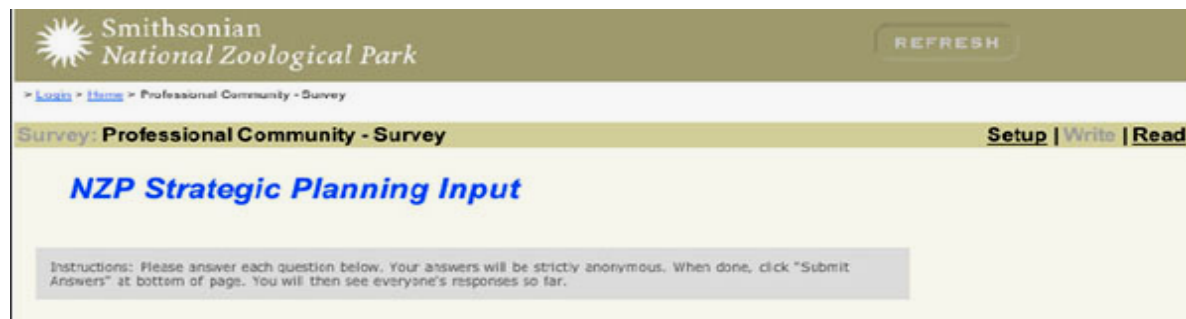 Smithsonian
National Zoological Park
REFRESH
> Login > Home > Professional Community - Survey
Survey: Professional Community - Survey
Setup | Write | Read
NZP Strategic Planning Input
Instructions: Please answer each question below. Your answers will be strictly anonymous. When done, click "Submit
Answers" at bottom of page. You will then see everyone's responses so far.